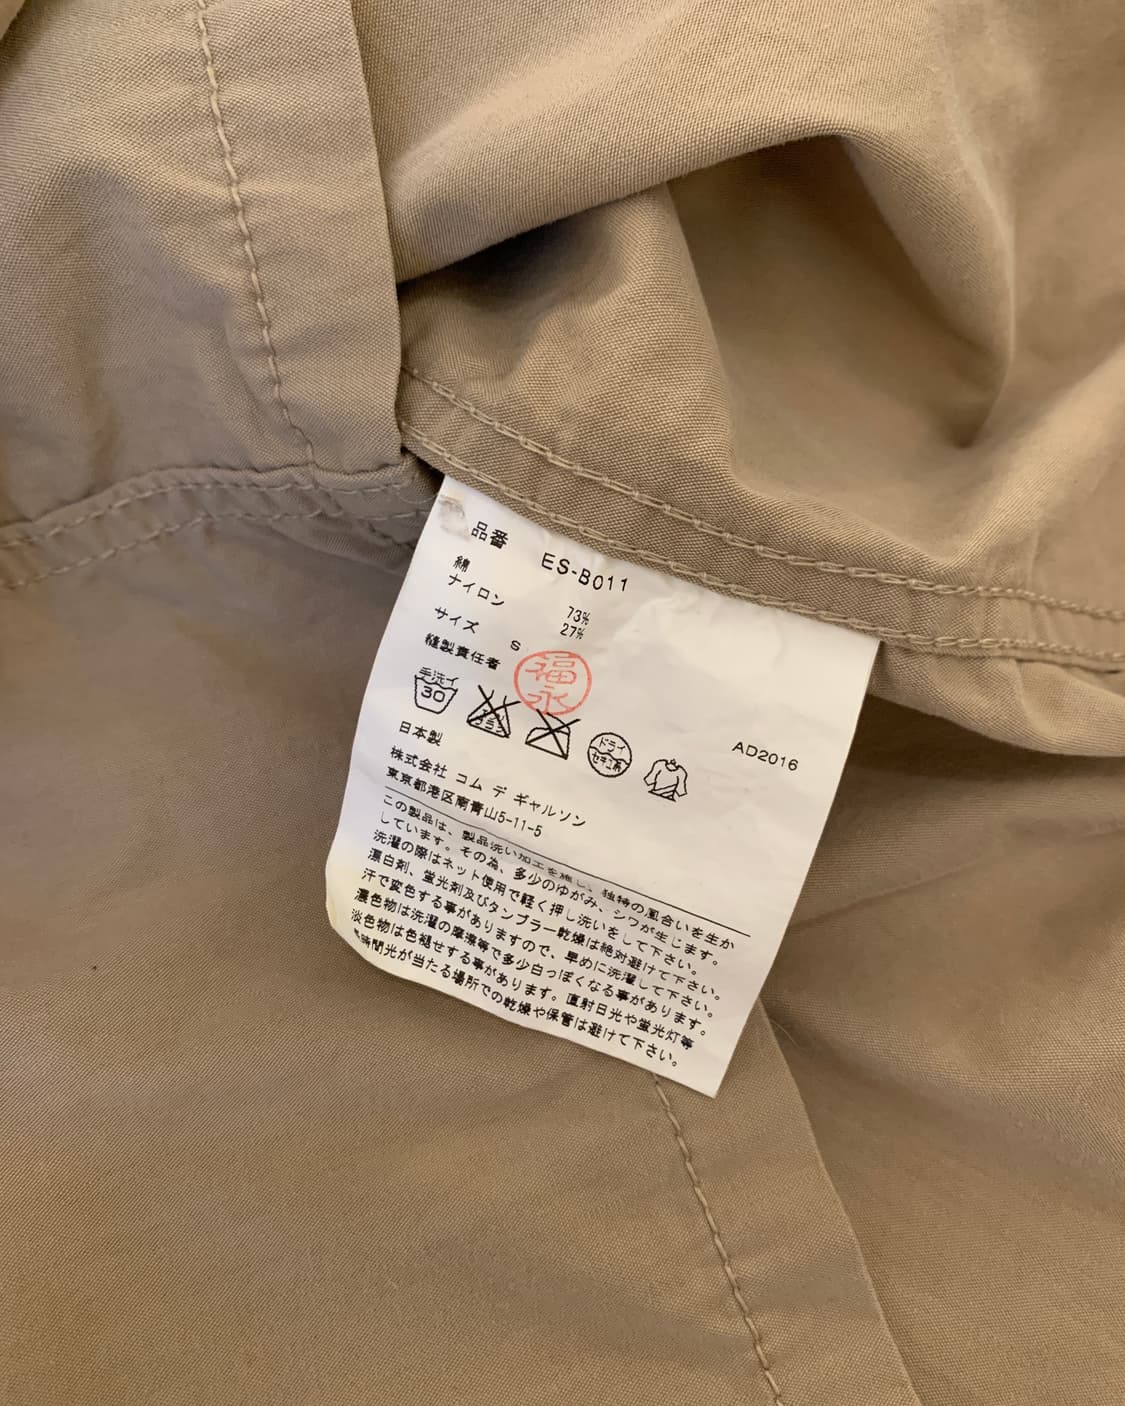 品番 ES-B011
綿 73%
ナイロン 27%
サイズ S
縫製責任者 福永
手洗イ 30
エンソ サラシ
ドライ セキユ系
日本製
AD2016
株式会社 コム デ ギャルソン
東京都港区南青山5-11-5
この製品は、製品洗い加工を施し、独特の風合いを生か
しています。その為、多少のゆがみ、シワが生じます。
洗濯の際はネット使用で軽く押し洗いをして下さい。
漂白剤、蛍光剤及びタンブラー乾燥は絶対避けて下さい。
汗で変色する事がありますので、早めに洗濯して下さい。
濃色物は洗濯の摩擦等で多少白っぽくなる事があります。
淡色物は色褪せする事があります。直射日光や蛍光灯等
長時間光が当たる場所での乾燥や保管は避けて下さい。